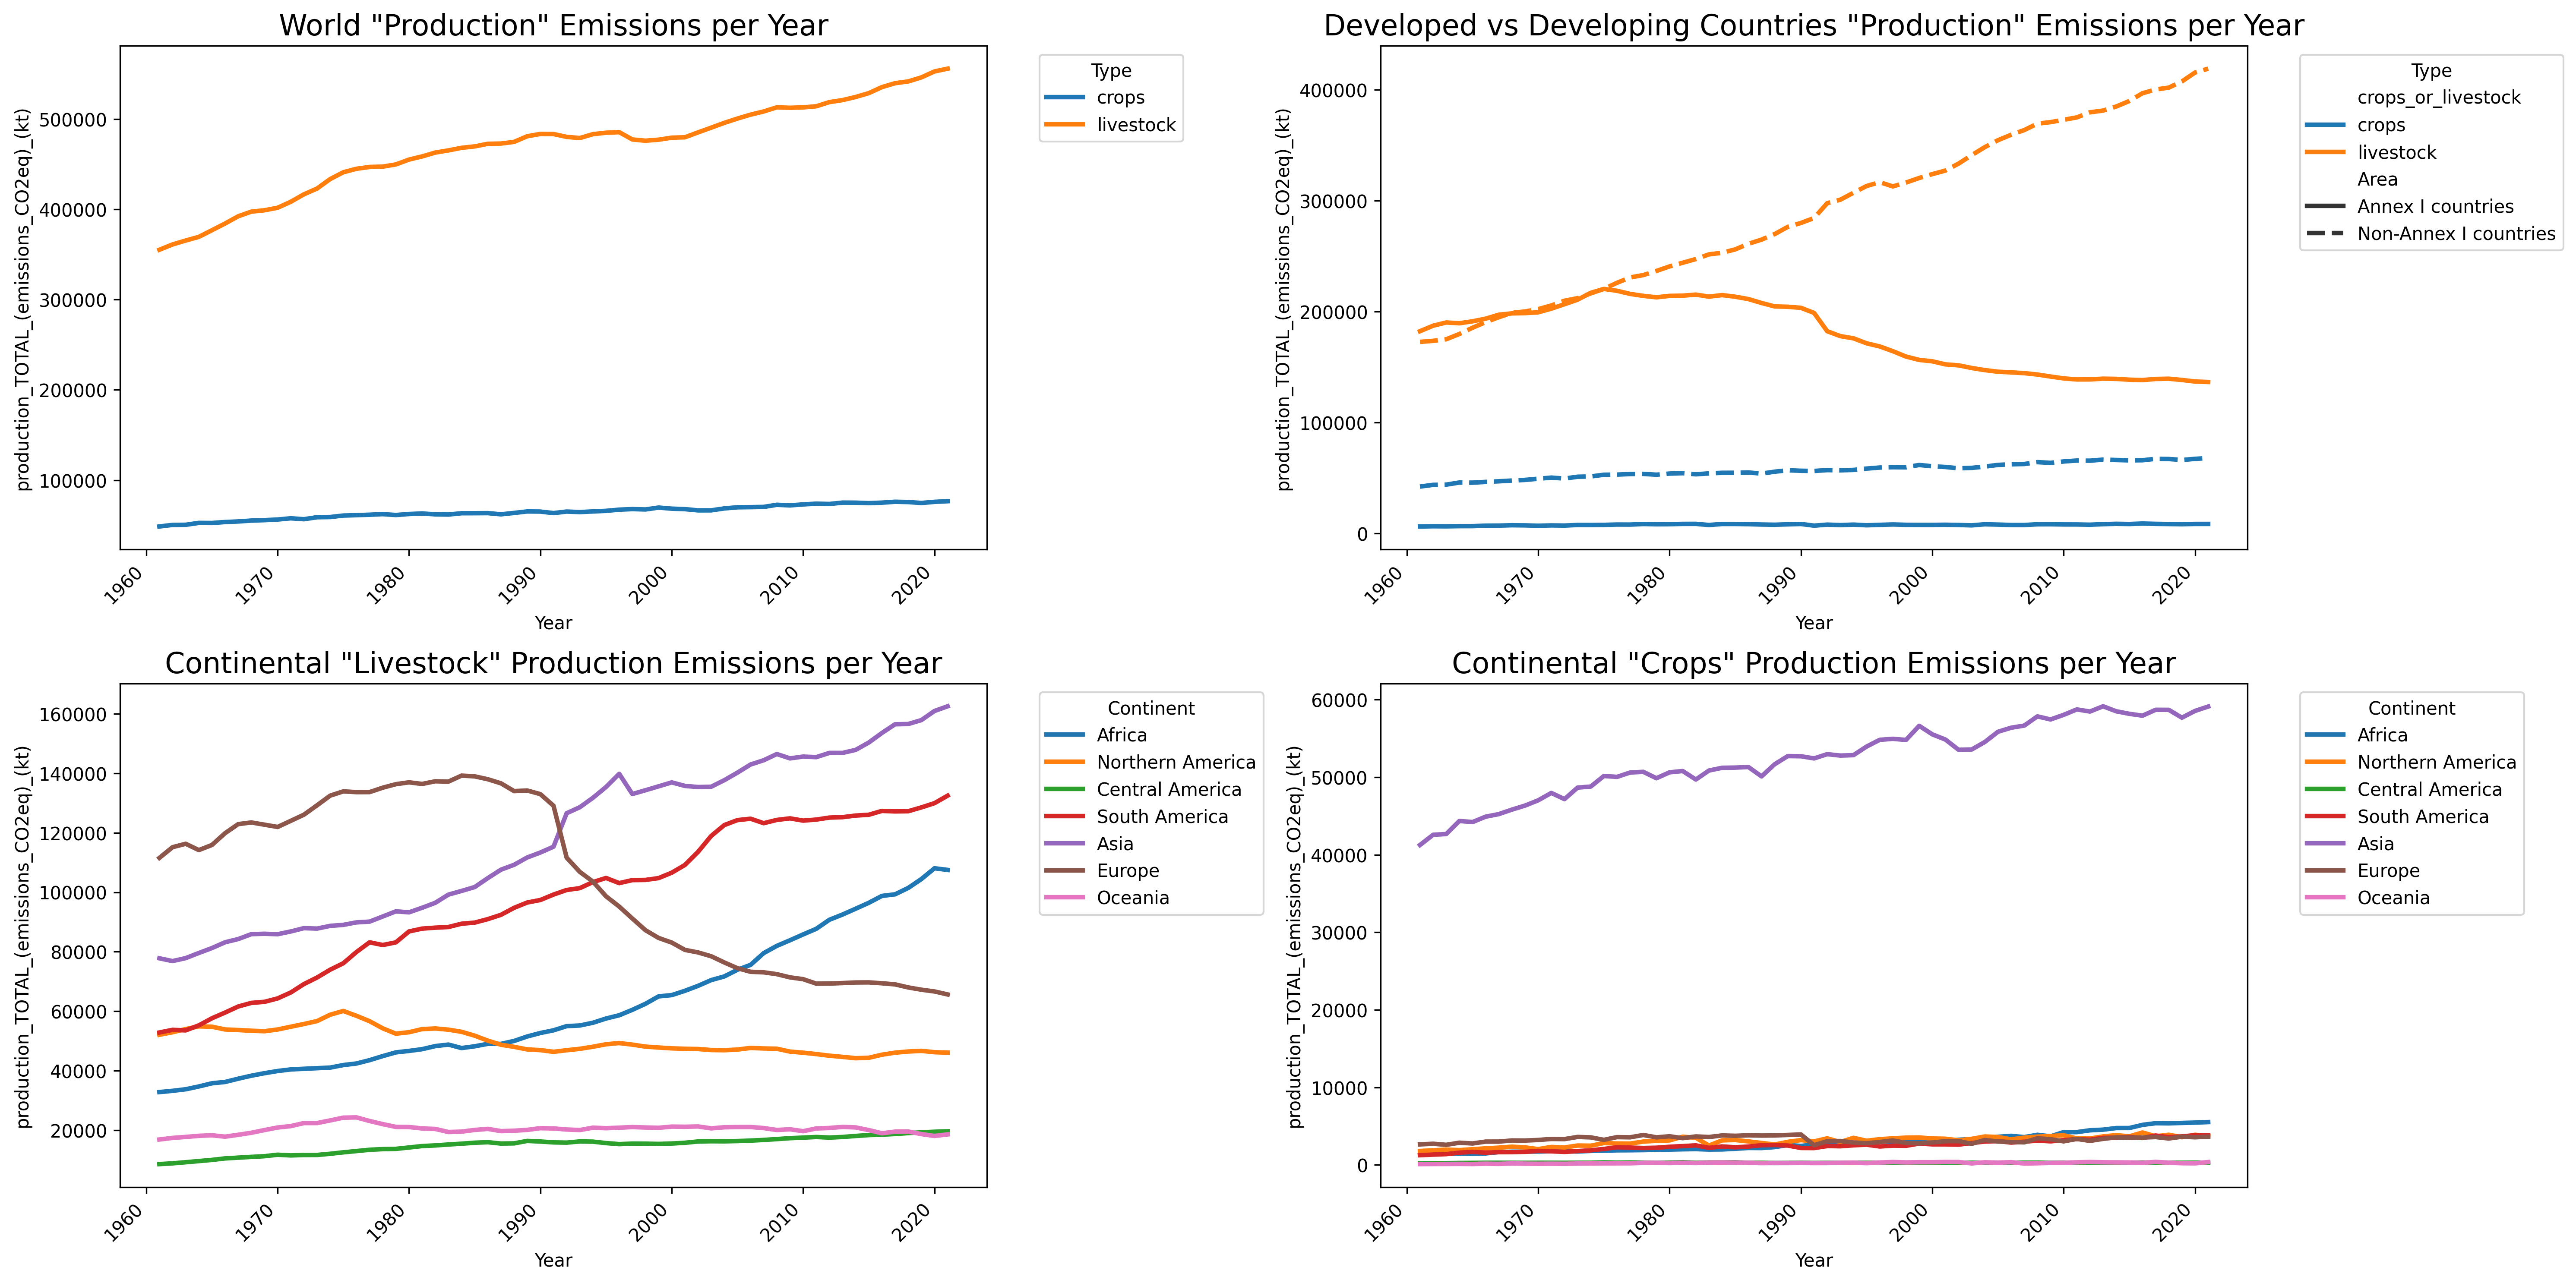 World "Production" Emissions per Year
production_TOTAL_(emissions_CO2eq)_(kt)
500000
400000
300000
200000
100000
1960
1970
1980
1990
2000
2010
2020
Year
Type
crops
livestock
Developed vs Developing Countries "Production" Emissions per Year
production_TOTAL_(emissions_CO2eq)_(kt)
400000
300000
200000
100000
0
1960
1970
1980
1990
2000
2010
2020
Year
Type
crops_or_livestock
crops
livestock
Area
Annex I countries
Non-Annex I countries
Continental "Livestock" Production Emissions per Year
production_TOTAL_(emissions_CO2eq)_(kt)
160000
140000
120000
100000
80000
60000
40000
20000
1960
1970
1980
1990
2000
2010
2020
Year
Continent
Africa
Northern America
Central America
South America
Asia
Europe
Oceania
Continental "Crops" Production Emissions per Year
production_TOTAL_(emissions_CO2eq)_(kt)
60000
50000
40000
30000
20000
10000
0
1960
1970
1980
1990
2000
2010
2020
Year
Continent
Africa
Northern America
Central America
South America
Asia
Europe
Oceania